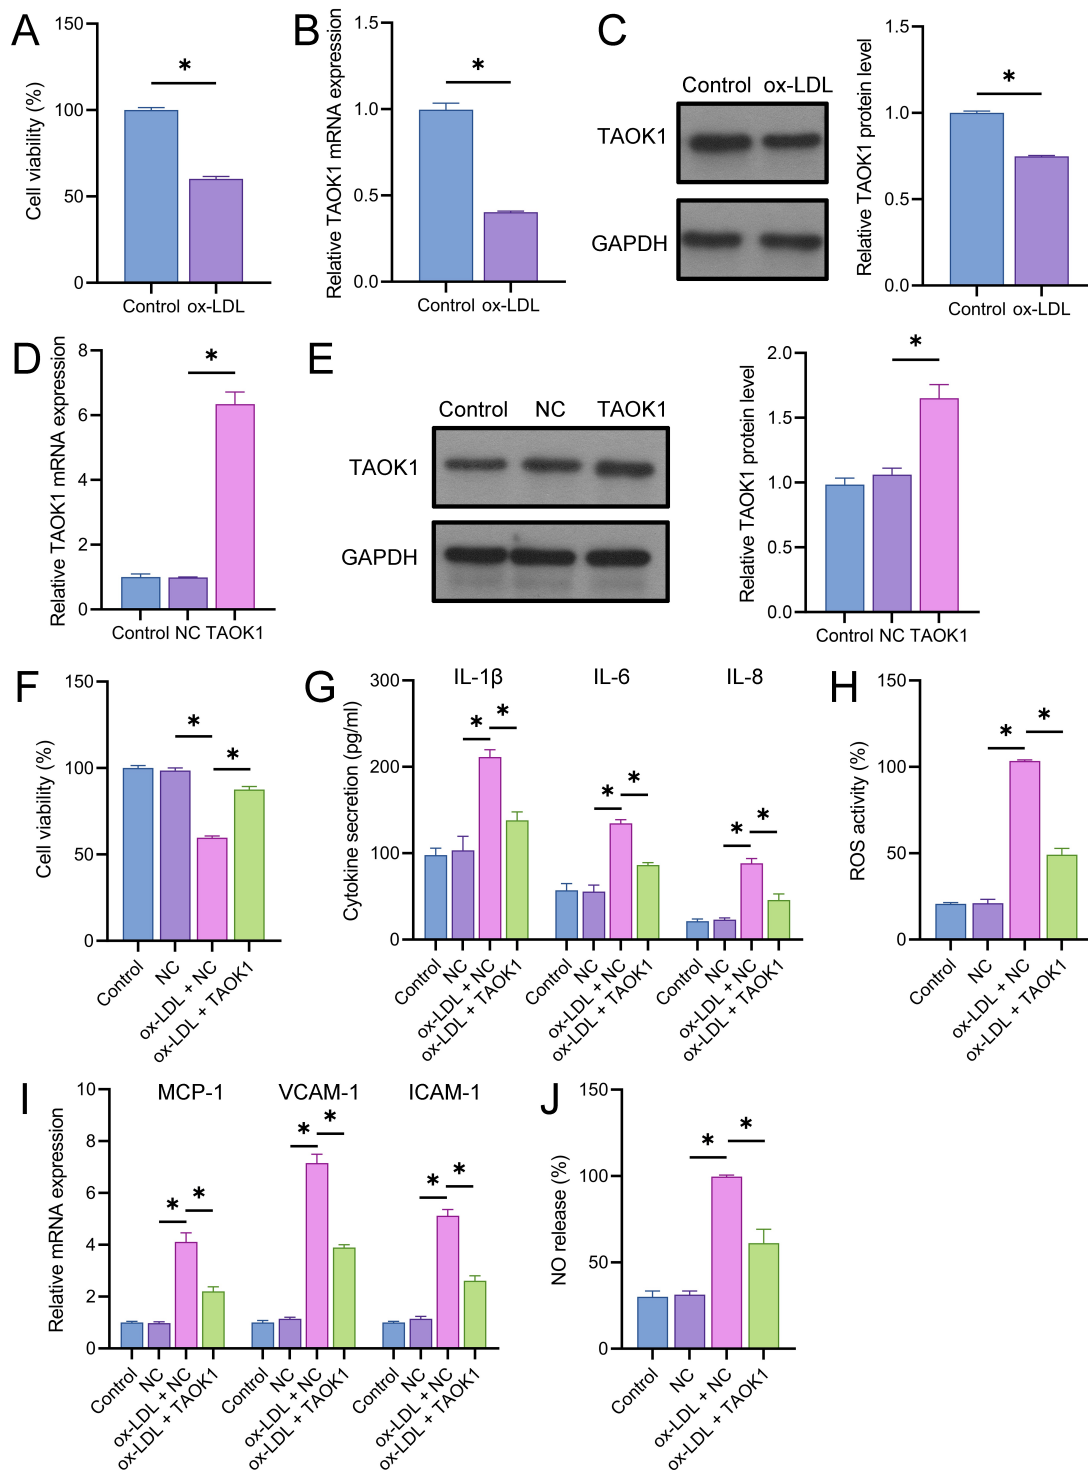 A
Cell viability (%)
150
100
50
0
*
Control ox-LDL
B
Relative TAOK1 mRNA expression
1.5
1.0
0.5
0.0
*
Control ox-LDL
C
Control ox-LDL
TAOK1
GAPDH
Relative TAOK1 protein level
1.5
1.0
0.5
0.0
*
Control ox-LDL
D
Relative TAOK1 mRNA expression
8
6
4
2
0
*
Control NC TAOK1
E
Control NC TAOK1
TAOK1
GAPDH
Relative TAOK1 protein level
2.0
1.5
1.0
0.5
0.0
*
Control NC TAOK1
F
Cell viability (%)
150
100
50
0
*
*
Control
NC
ox-LDL + NC
ox-LDL + TAOK1
G
Cytokine secretion (pg/ml)
300
200
100
0
IL-1β IL-6 IL-8
* *
* *
* *
Control
NC
ox-LDL + NC
ox-LDL + TAOK1
Control
NC
ox-LDL + NC
ox-LDL + TAOK1
Control
NC
ox-LDL + NC
ox-LDL + TAOK1
H
ROS activity (%)
150
100
50
0
* *
Control
NC
ox-LDL + NC
ox-LDL + TAOK1
I
Relative mRNA expression
10
8
6
4
2
0
MCP-1 VCAM-1 ICAM-1
* *
* *
* *
Control
NC
ox-LDL + NC
ox-LDL + TAOK1
Control
NC
ox-LDL + NC
ox-LDL + TAOK1
Control
NC
ox-LDL + NC
ox-LDL + TAOK1
J
NO release (%)
150
100
50
0
* *
Control
NC
ox-LDL + NC
ox-LDL + TAOK1